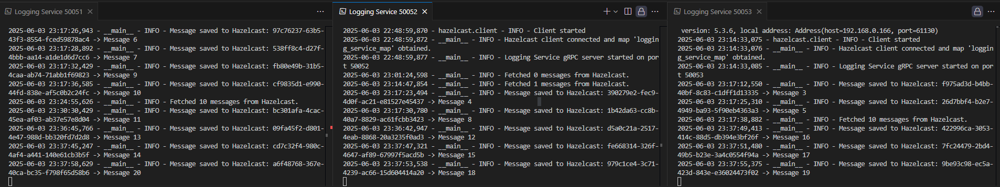 Logging Service 50051
2025-06-03 23:17:26,943 - __main__ - INFO - Message saved to Hazelcast: 97c76237-63b5-
43f3-8554-fced59878ac4 -> Message 6
2025-06-03 23:17:28,892 - __main__ - INFO - Message saved to Hazelcast: 538ff8c4-d27f-
4bbb-aa14-a1de1d6d7cc6 -> Message 7
2025-06-03 23:17:32,429 - __main__ - INFO - Message saved to Hazelcast: fb80e49b-31b5-
4caa-ab74-71abb1f69823 -> Message 9
2025-06-03 23:17:36,585 - __main__ - INFO - Message saved to Hazelcast: cf9835d1-e990-
44fd-838e-af5c0b2c24fc -> Message 10
2025-06-03 23:24:55,626 - __main__ - INFO - Fetched 10 messages from Hazelcast.
2025-06-03 23:30:30,429 - __main__ - INFO - Message saved to Hazelcast: bc301afa-4cac-
45ea-af03-ab37e57e8d04 -> Message 11
2025-06-03 23:36:45,766 - __main__ - INFO - Message saved to Hazelcast: 09fa45f2-d801-
4e47-988d-bb320fd7d2d8 -> Message 13
2025-06-03 23:37:45,247 - __main__ - INFO - Message saved to Hazelcast: cd7c32f4-980c-
4af4-a441-140e61cb3b5f -> Message 14
2025-06-03 23:37:58,629 - __main__ - INFO - Message saved to Hazelcast: a6f48768-367e-
40ca-bc35-f798f65d58b6 -> Message 20
Logging Service 50052
2025-06-03 22:48:59,870 - hazelcast.client - INFO - Client started
2025-06-03 22:48:59,872 - __main__ - INFO - Hazelcast client connected and map 'loggin
g_service_map' obtained.
2025-06-03 22:48:59,877 - __main__ - INFO - Logging Service gRPC server started on por
t 50052
2025-06-03 23:01:24,598 - __main__ - INFO - Fetched 0 messages from Hazelcast.
2025-06-03 23:14:47,854 - __main__ - INFO - Fetched 1 messages from Hazelcast.
2025-06-03 23:17:23,494 - __main__ - INFO - Message saved to Hazelcast: 390279e2-fec9-
4d0f-ac21-e81527e45437 -> Message 4
2025-06-03 23:17:30,780 - __main__ - INFO - Message saved to Hazelcast: 1b42da63-cc8b-
40a7-8829-ac61fcbb3423 -> Message 8
2025-06-03 23:36:42,947 - __main__ - INFO - Message saved to Hazelcast: d5a0c21a-2517-
4eab-8868-20a3235f0ad3 -> Message 12
2025-06-03 23:37:47,321 - __main__ - INFO - Message saved to Hazelcast: fe668314-326f-
4647-af89-67997f5acd5b -> Message 15
2025-06-03 23:37:53,538 - __main__ - INFO - Message saved to Hazelcast: 979c1ce4-3c71-
4239-ac66-15d604414a20 -> Message 18
Logging Service 50053
version: 5.3.6, local address: Address(host=192.168.0.166, port=61130)
2025-06-03 23:14:33,075 - hazelcast.client - INFO - Client started
2025-06-03 23:14:33,076 - __main__ - INFO - Hazelcast client connected and map 'loggin
g_service_map' obtained.
2025-06-03 23:14:33,085 - __main__ - INFO - Logging Service gRPC server started on por
t 50053
2025-06-03 23:17:12,550 - __main__ - INFO - Message saved to Hazelcast: f975ad3d-b4bb-
40bf-8c83-c1dff1d13335 -> Message 3
2025-06-03 23:17:25,310 - __main__ - INFO - Message saved to Hazelcast: 26d7bbf4-b2e7-
4949-ba93-5f90eb4363a3 -> Message 5
2025-06-03 23:17:38,882 - __main__ - INFO - Fetched 10 messages from Hazelcast.
2025-06-03 23:37:49,413 - __main__ - INFO - Message saved to Hazelcast: 422996ca-3053-
414c-88d5-db394e3bf26f -> Message 16
2025-06-03 23:37:51,480 - __main__ - INFO - Message saved to Hazelcast: 7fc24479-2bd4-
49b5-b23e-3a4c0554f94a -> Message 17
2025-06-03 23:37:55,375 - __main__ - INFO - Message saved to Hazelcast: 9be93c98-ec5a-
423d-843e-e36024473f02 -> Message 19